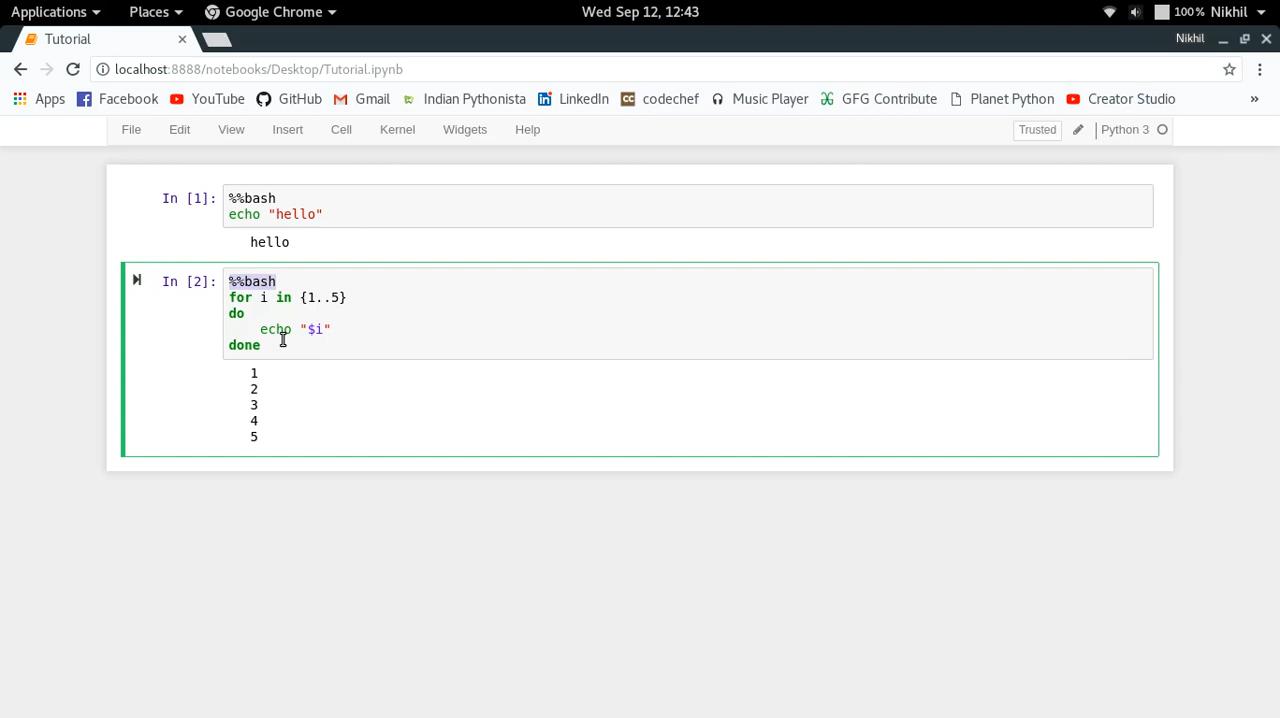 Applications Places Google Chrome Wed Sep 12, 12:43 100% Nikhil
Tutorial Nikhil
localhost:8888/notebooks/Desktop/Tutorial.ipynb
Apps Facebook YouTube GitHub Gmail Indian Pythonista LinkedIn codechef Music Player GFG Contribute Planet Python Creator Studio »
File Edit View Insert Cell Kernel Widgets Help Trusted Python 3
In [1]: %%bash
echo "hello"
hello
In [2]: %%bash
for i in {1..5}
do
    echo "$i"
done
1
2
3
4
5